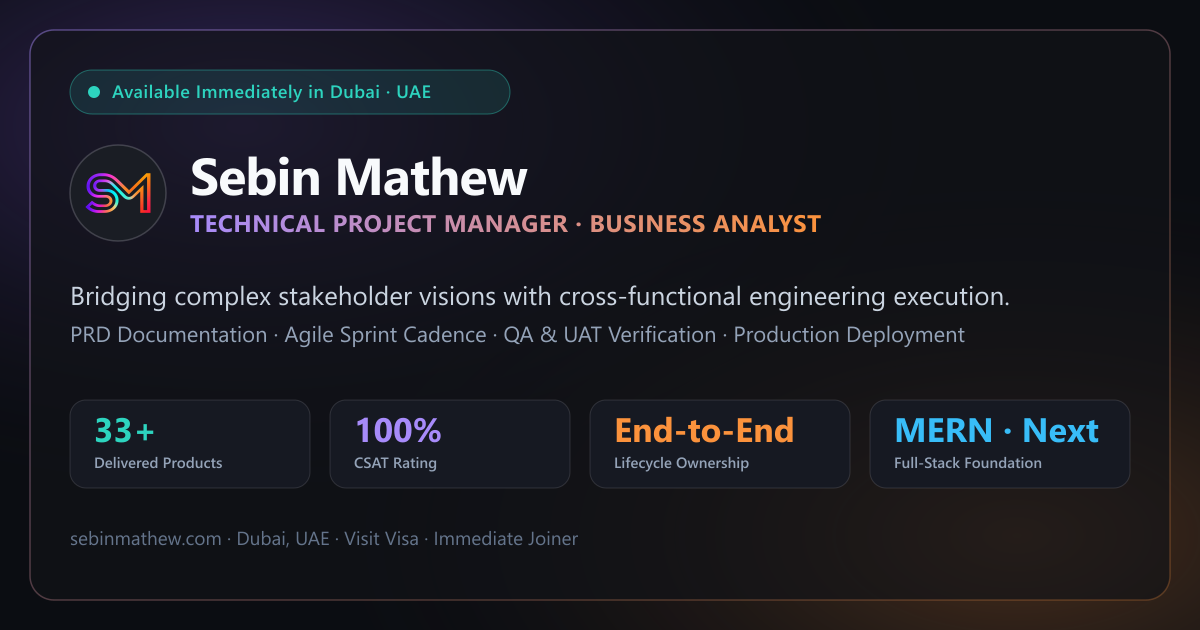 Available Immediately in Dubai · UAE
SM
Sebin Mathew
TECHNICAL PROJECT MANAGER · BUSINESS ANALYST
Bridging complex stakeholder visions with cross-functional engineering execution.
PRD Documentation · Agile Sprint Cadence · QA & UAT Verification · Production Deployment
33+
Delivered Products
100%
CSAT Rating
End-to-End
Lifecycle Ownership
MERN · Next
Full-Stack Foundation
sebinmathew.com · Dubai, UAE · Visit Visa · Immediate Joiner